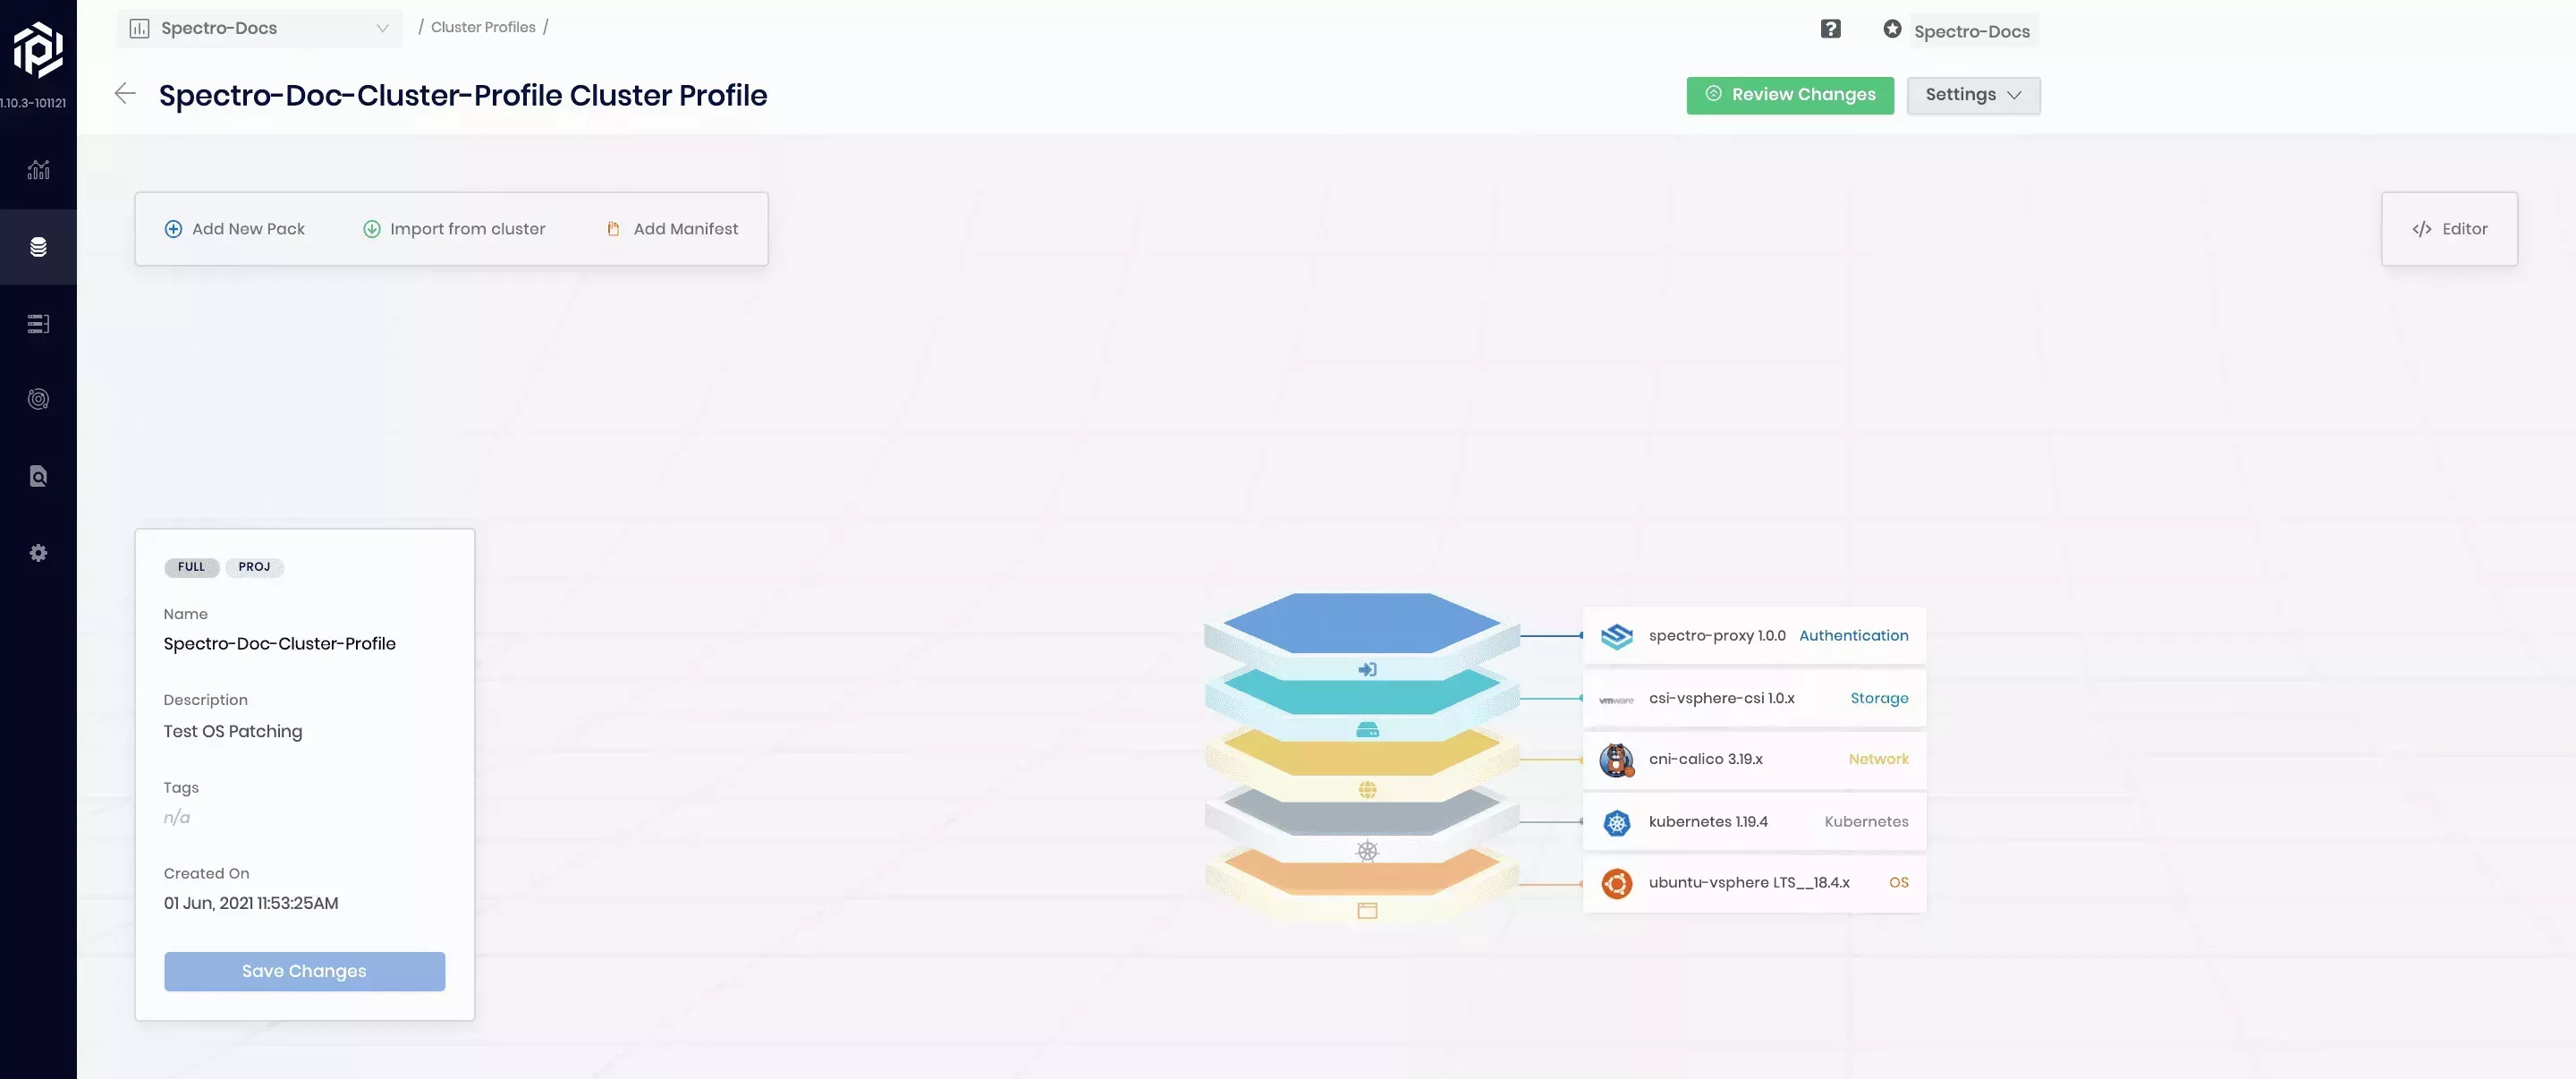 Spectro-Docs
/ Cluster Profiles /
Spectro-Docs
1.10.3-101121
Spectro-Doc-Cluster-Profile Cluster Profile
Review Changes
Settings
Add New Pack
Import from cluster
Add Manifest
</> Editor
FULL
PROJ
Name
Spectro-Doc-Cluster-Profile
Description
Test OS Patching
Tags
n/a
Created On
01 Jun, 2021 11:53:25AM
Save Changes
spectro-proxy 1.0.0 Authentication
vmware csi-vsphere-csi 1.0.x Storage
cni-calico 3.19.x Network
kubernetes 1.19.4 Kubernetes
ubuntu-vsphere LTS__18.4.x OS